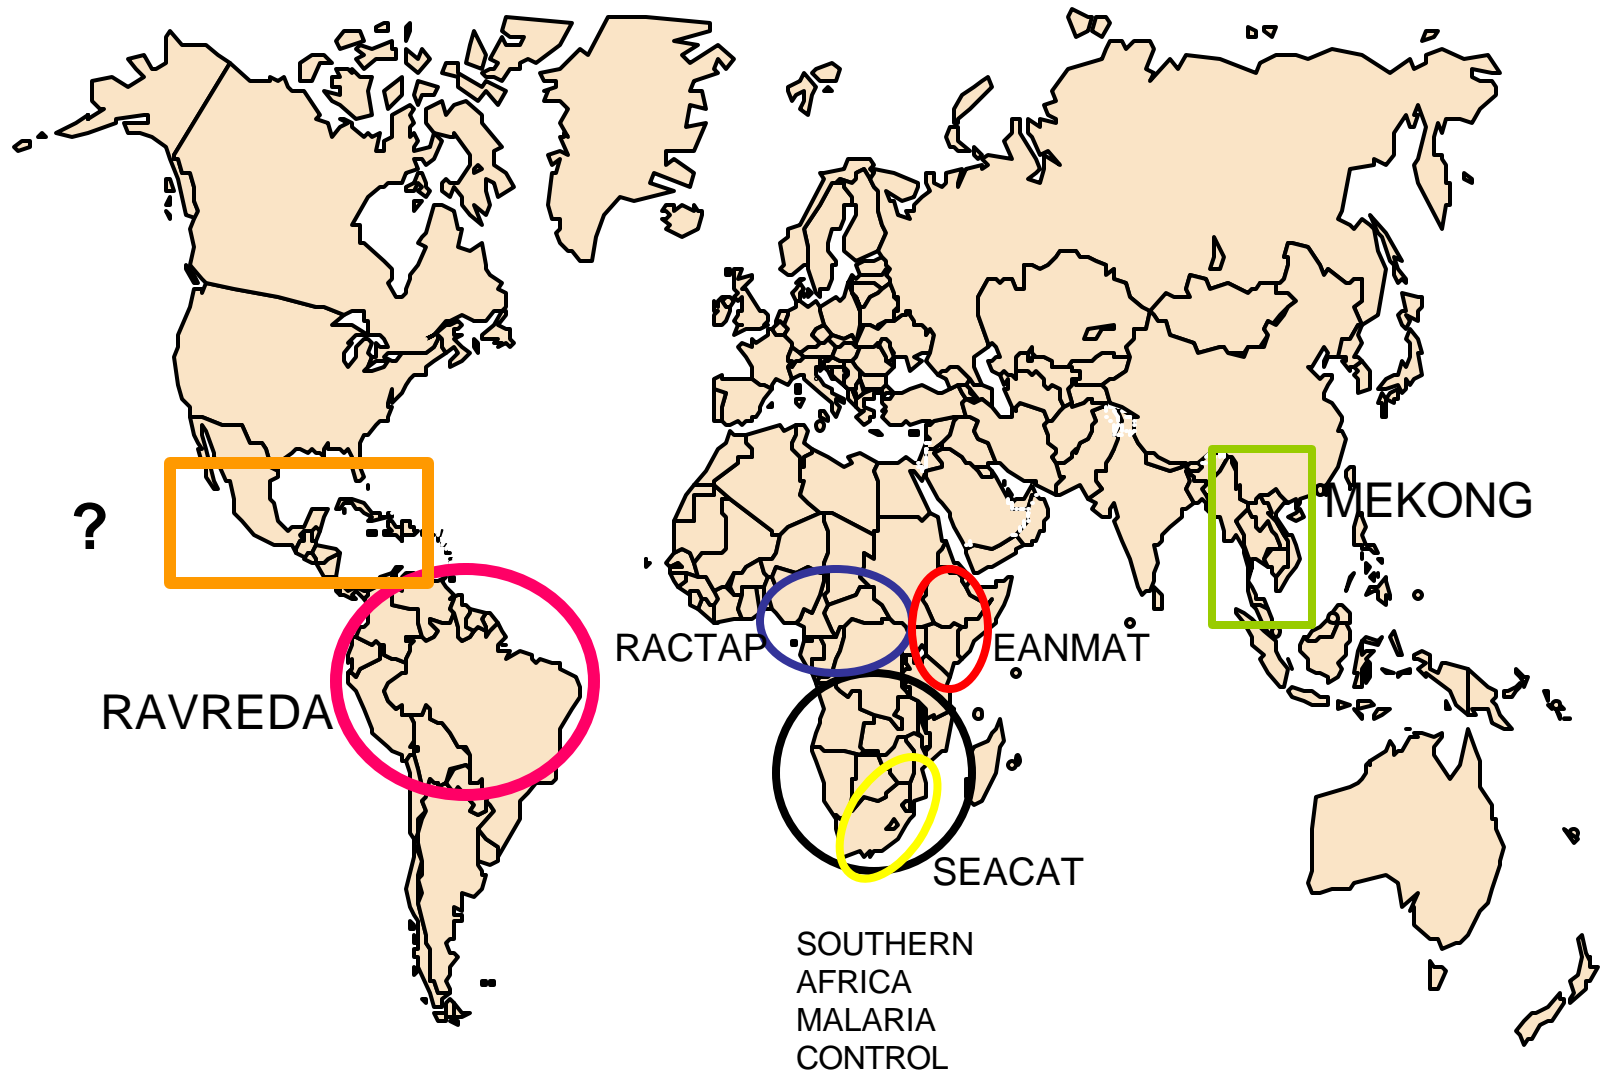 ?
MEKONG
RACTAP
EANMAT
RAVREDA
SEACAT
SOUTHERN
AFRICA
MALARIA
CONTROL